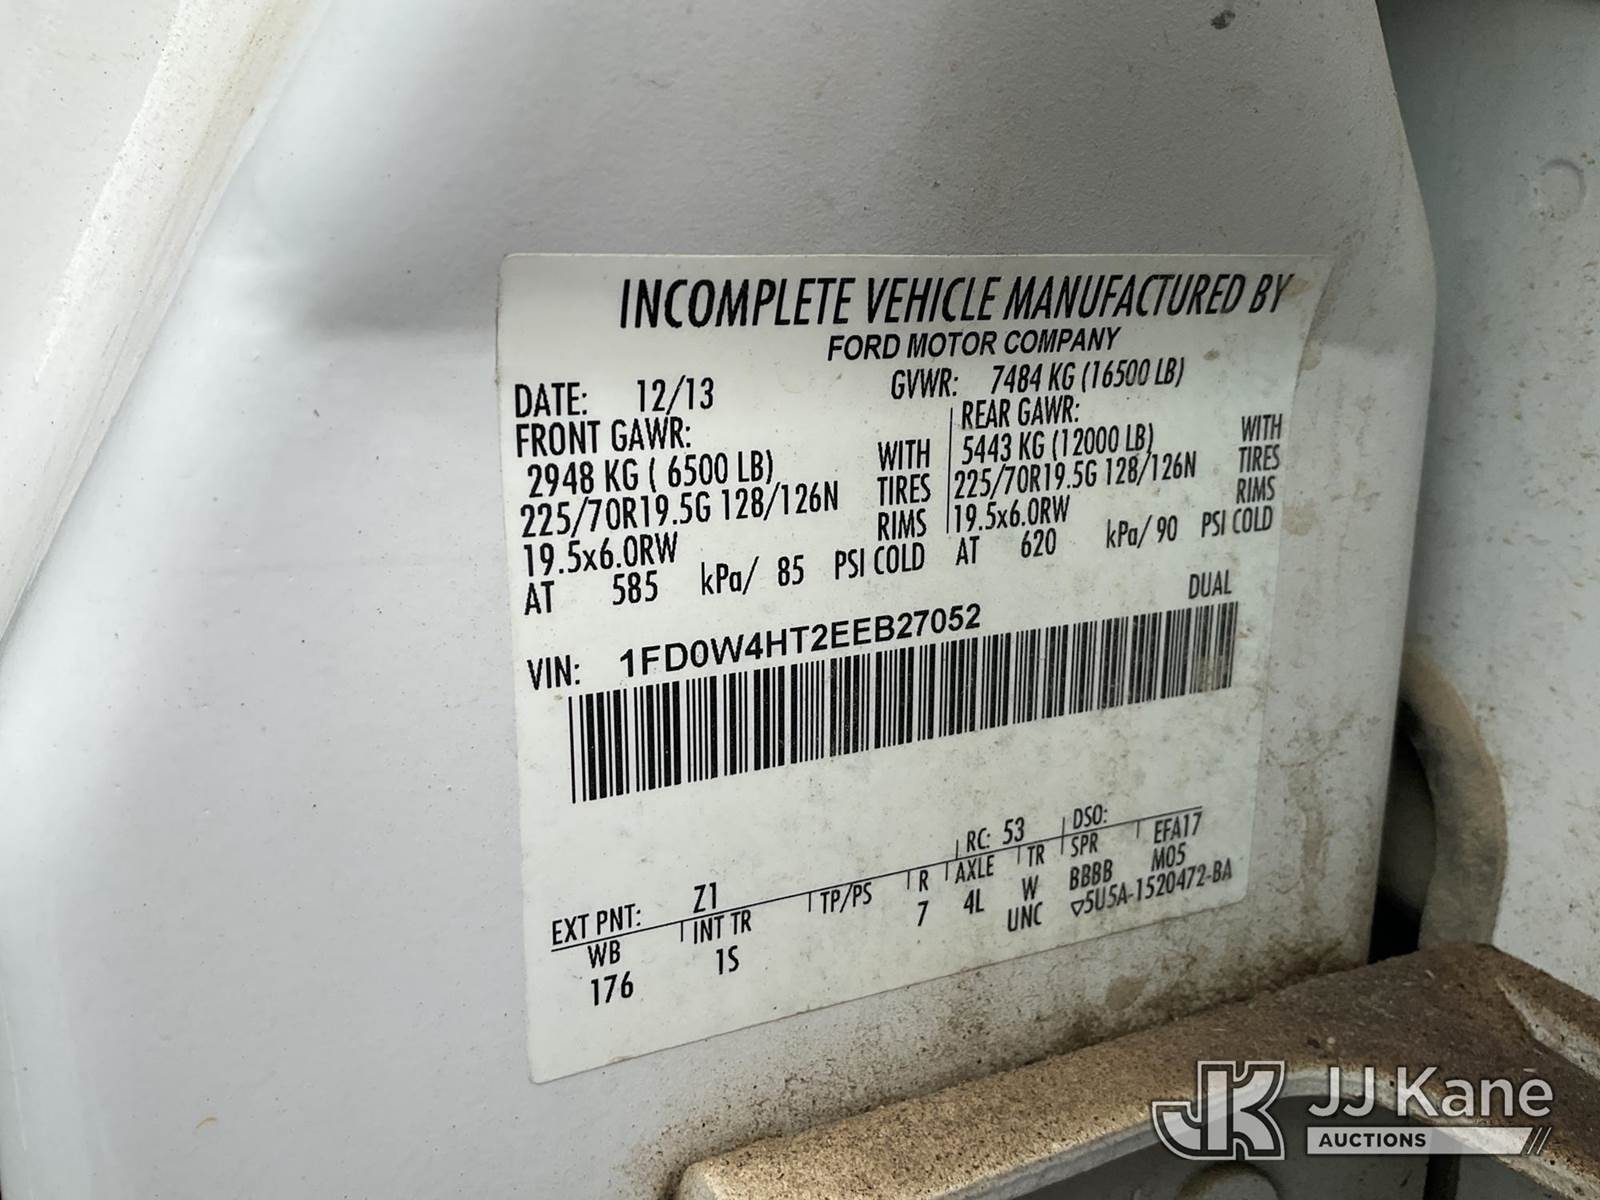 INCOMPLETE VEHICLE MANUFACTURED BY
FORD MOTOR COMPANY
DATE: 12/13 GVWR: 7484 KG (16500 LB)
FRONT GAWR: REAR GAWR:
2948 KG ( 6500 LB) WITH 5443 KG (12000 LB) WITH
225/70R19.5G 128/126N TIRES 225/70R19.5G 128/126N TIRES
19.5x6.0RW RIMS 19.5x6.0RW RIMS
AT 585 kPa/ 85 PSI COLD AT 620 kPa/ 90 PSI COLD
DUAL
VIN: 1FD0W4HT2EEB27052
EXT PNT: Z1 RC: 53 DSO:
WB INT TR TP/PS R AXLE TR SPR EFA17
176 1S 7 4L W BBBB M05
UNC ▽5U5A-1520472-BA
JK JJ Kane
AUCTIONS